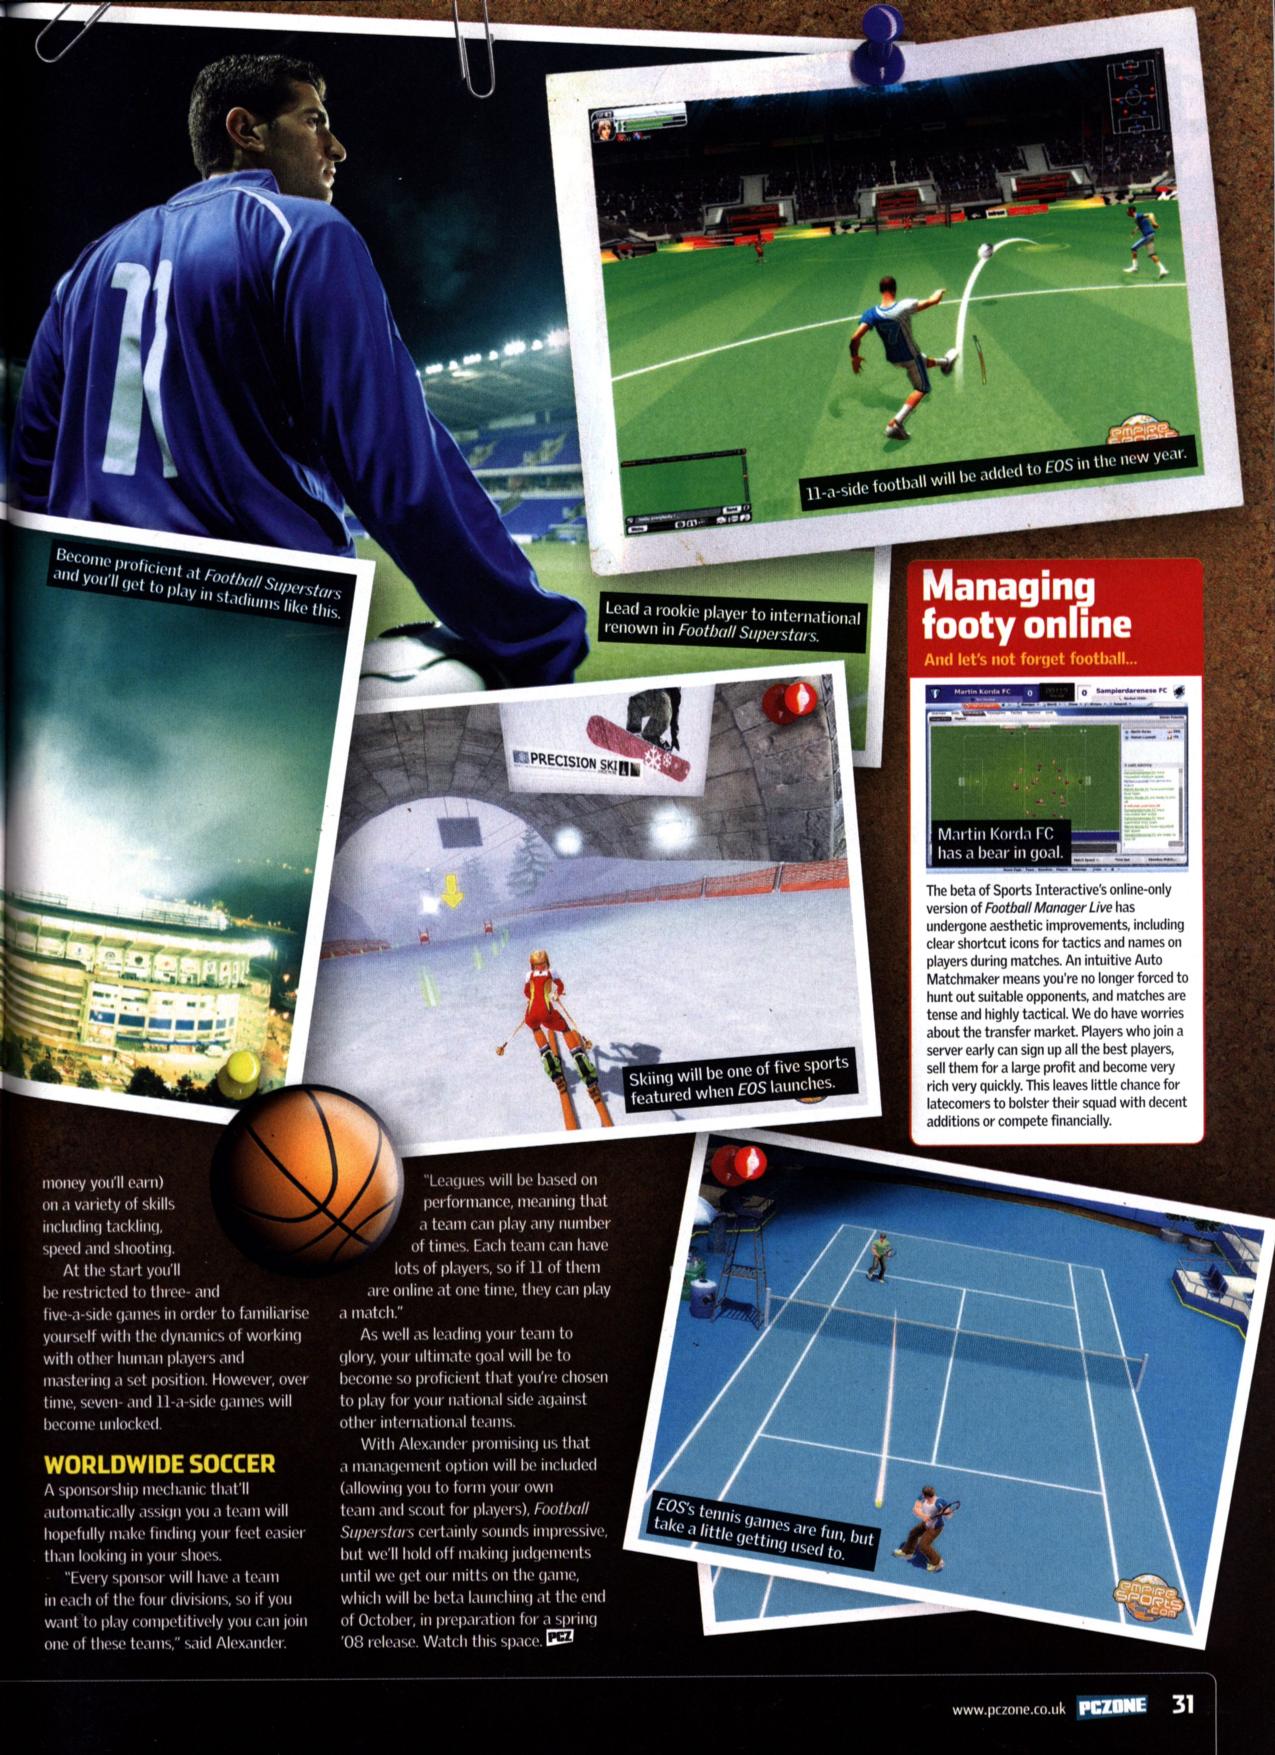 11
11-a-side football will be added to EOS in the new year.
EMPIRE
SPORTS
Become proficient at Football Superstars
and you'll get to play in stadiums like this.
Lead a rookie player to international
renown in Football Superstars.
Managing
footy online
And let's not forget football...
Martin Korda FC
0
0
Sampierdarenese FC
Martin Korda FC
has a bear in goal.
The beta of Sports Interactive's online-only
version of Football Manager Live has
undergone aesthetic improvements, including
clear shortcut icons for tactics and names on
players during matches. An intuitive Auto
Matchmaker means you're no longer forced to
hunt out suitable opponents, and matches are
tense and highly tactical. We do have worries
about the transfer market. Players who join a
server early can sign up all the best players,
sell them for a large profit and become very
rich very quickly. This leaves little chance for
latecomers to bolster their squad with decent
additions or compete financially.
PRECISION SKI
Skiing will be one of five sports
featured when EOS launches.
money you'll earn)
on a variety of skills
including tackling,
speed and shooting.
At the start you'll
be restricted to three- and
five-a-side games in order to familiarise
yourself with the dynamics of working
with other human players and
mastering a set position. However, over
time, seven- and 11-a-side games will
become unlocked.
WORLDWIDE SOCCER
A sponsorship mechanic that'll
automatically assign you a team will
hopefully make finding your feet easier
than looking in your shoes.
"Every sponsor will have a team
in each of the four divisions, so if you
want to play competitively you can join
one of these teams," said Alexander.
"Leagues will be based on
performance, meaning that
a team can play any number
of times. Each team can have
lots of players, so if 11 of them
are online at one time, they can play
a match."
As well as leading your team to
glory, your ultimate goal will be to
become so proficient that you're chosen
to play for your national side against
other international teams.
With Alexander promising us that
a management option will be included
(allowing you to form your own
team and scout for players), Football
Superstars certainly sounds impressive,
but we'll hold off making judgements
until we get our mitts on the game,
which will be beta launching at the end
of October, in preparation for a spring
'08 release. Watch this space. PCZ
EOS's tennis games are fun, but
take a little getting used to.
EMPIRE
SPORTS
.COM
www.pczone.co.uk PCZONE 31